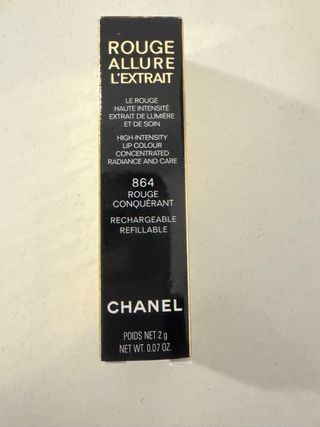 ROUGE
ALLURE
L'EXTRAIT
LE ROUGE
HAUTE INTENSITÉ
EXTRAIT DE LUMIÈRE
ET DE SOIN
HIGH-INTENSITY
LIP COLOUR
CONCENTRATED
RADIANCE AND CARE
864
ROUGE
CONQUÉRANT
RECHARGEABLE
REFILLABLE
CHANEL
POIDS NET 2 g
NET WT. 0.07 OZ.